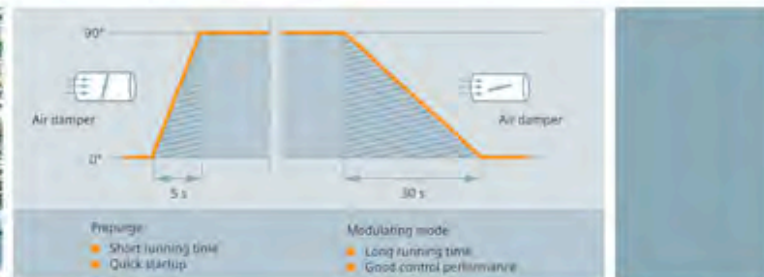 90°
Air damper
Air damper
0°
5 s
30 s
Prepurge:
Short running time
Quick startup
Modulating mode
Long running time
Good control performance